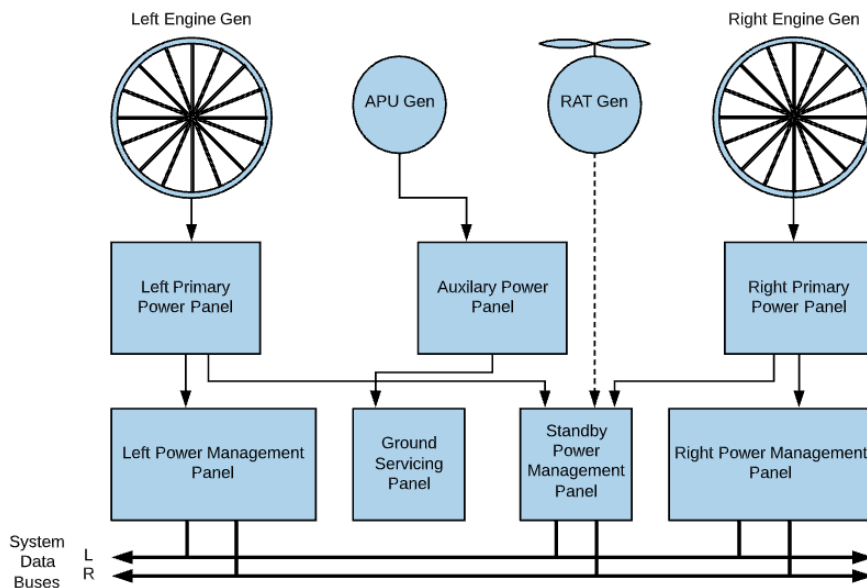 Left Engine Gen
Right Engine Gen
APU Gen
RAT Gen
Left Primary
Power Panel
Auxilary Power
Panel
Right Primary
Power Panel
Left Power Management
Panel
Ground
Servicing
Panel
Standby
Power
Management
Panel
Right Power Management
Panel
System
Data
Buses
L
R